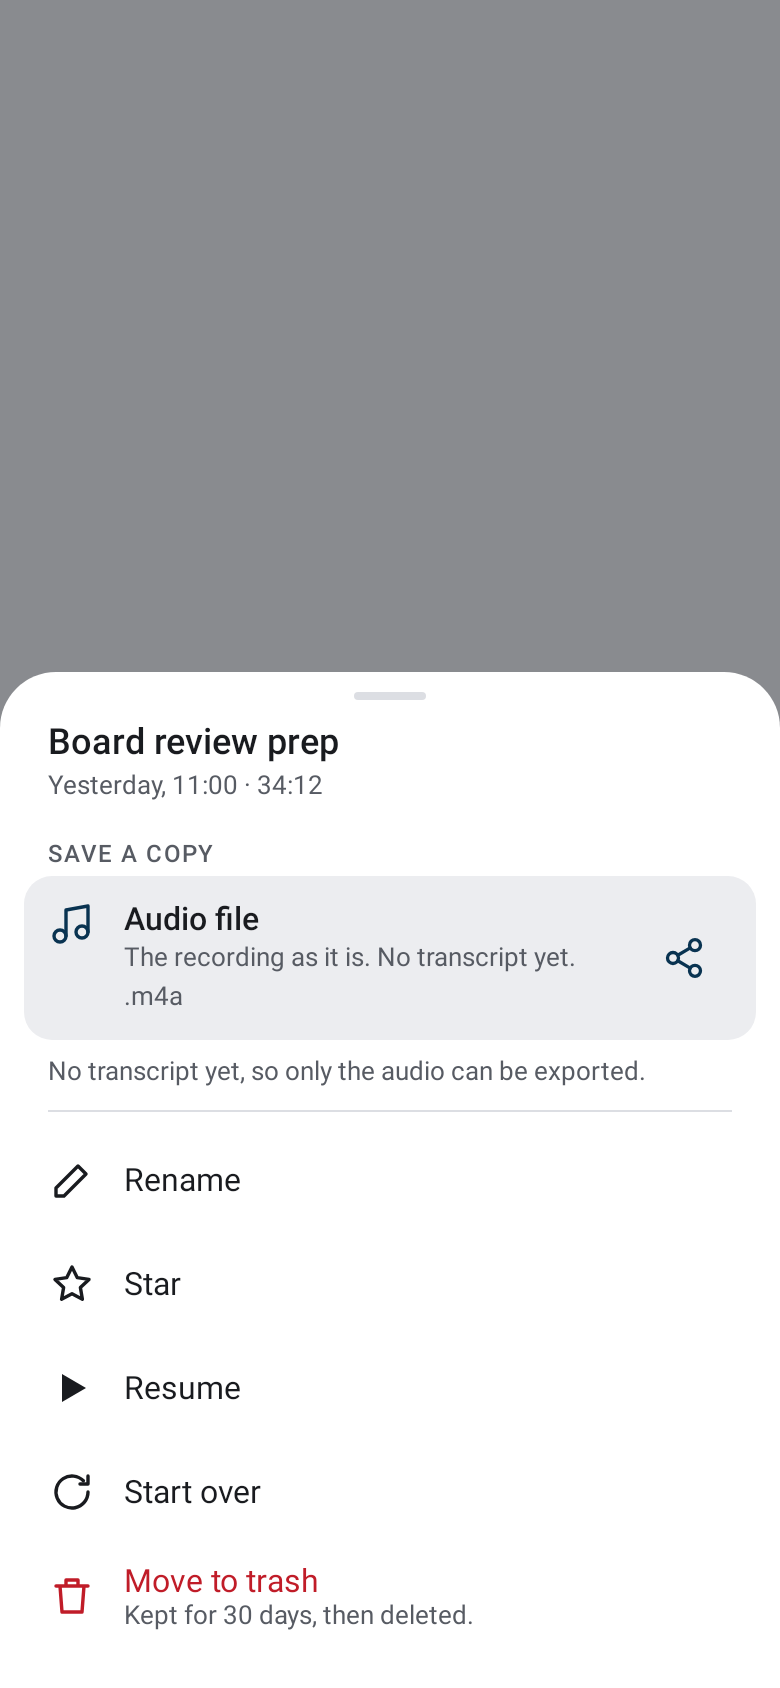 Board review prep
Yesterday, 11:00 · 34:12
SAVE A COPY
Audio file
The recording as it is. No transcript yet.
.m4a
No transcript yet, so only the audio can be exported.
Rename
Star
Resume
Start over
Move to trash
Kept for 30 days, then deleted.